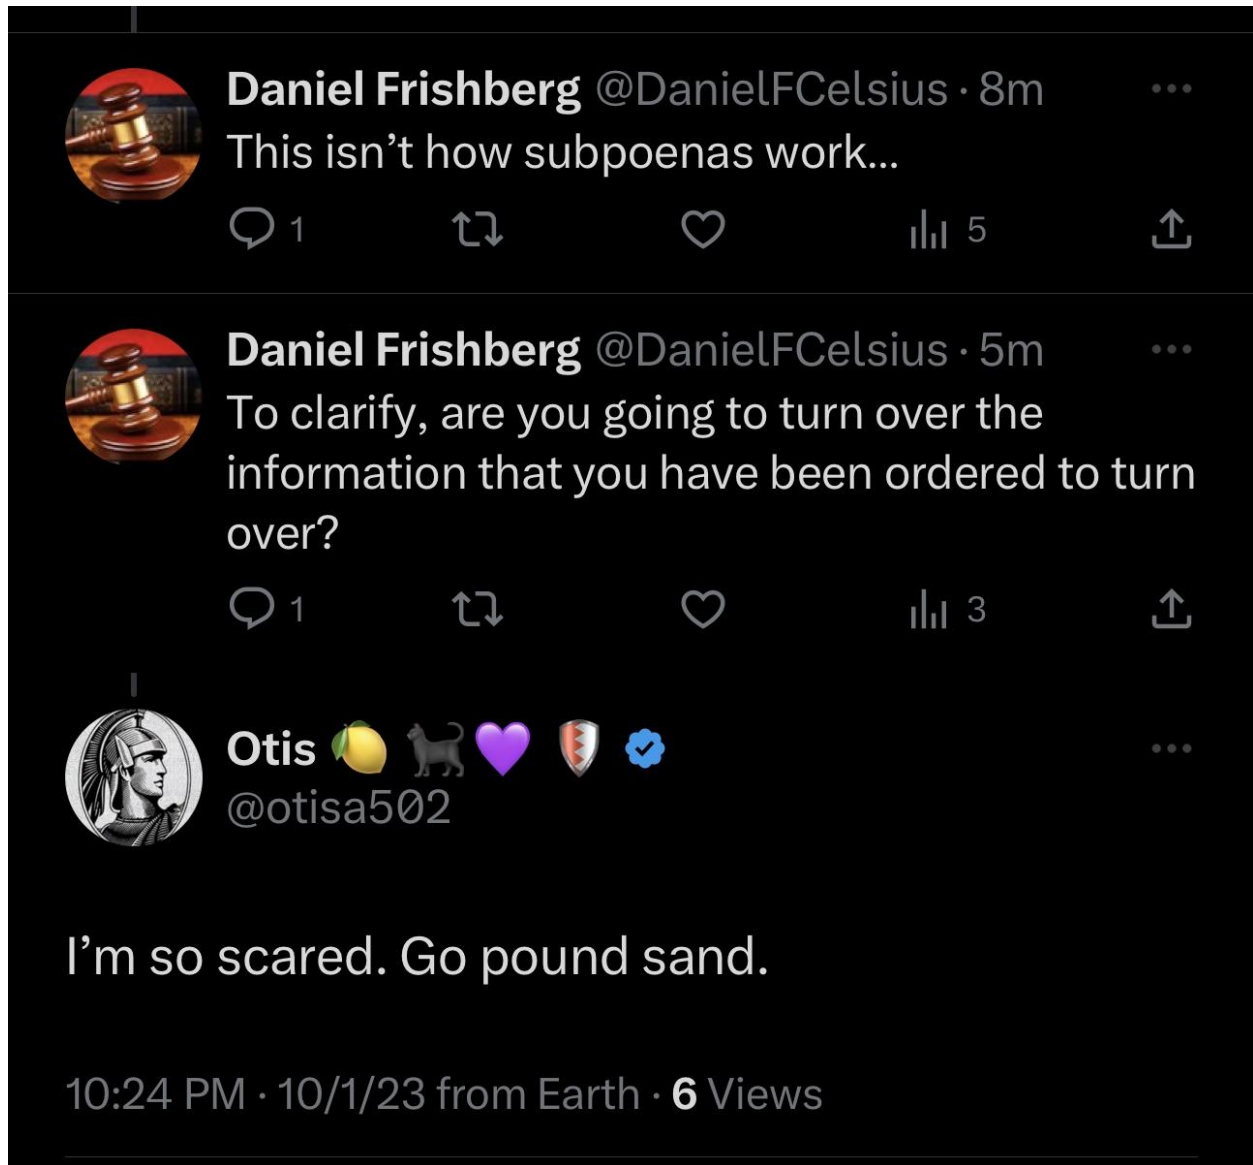 Daniel Frishberg @DanielFCelsius · 8m
This isn’t how subpoenas work...
1 5
Daniel Frishberg @DanielFCelsius · 5m
To clarify, are you going to turn over the
information that you have been ordered to turn
over?
1 3
Otis 🍋 🐈‍⬛💜 🛡️
@otisa502
I’m so scared. Go pound sand.
10:24 PM · 10/1/23 from Earth · 6 Views